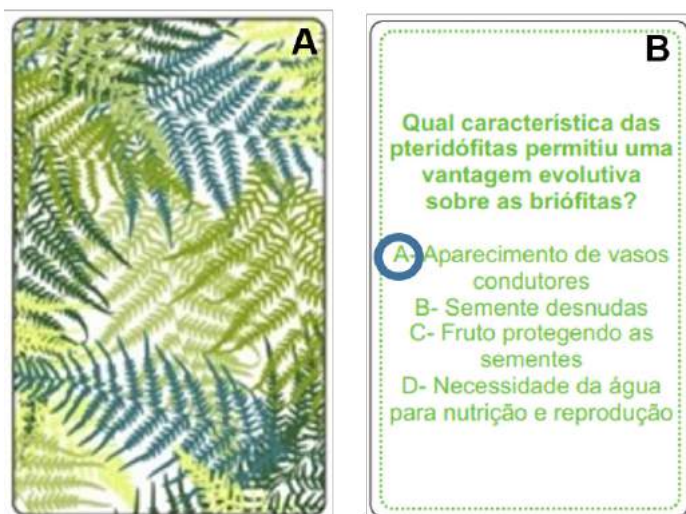 A
B
Qual característica das
pteridófitas permitiu uma
vantagem evolutiva
sobre as briófitas?
A- Aparecimento de vasos
condutores
B- Semente desnudas
C- Fruto protegendo as
sementes
D- Necessidade da água
para nutrição e reprodução